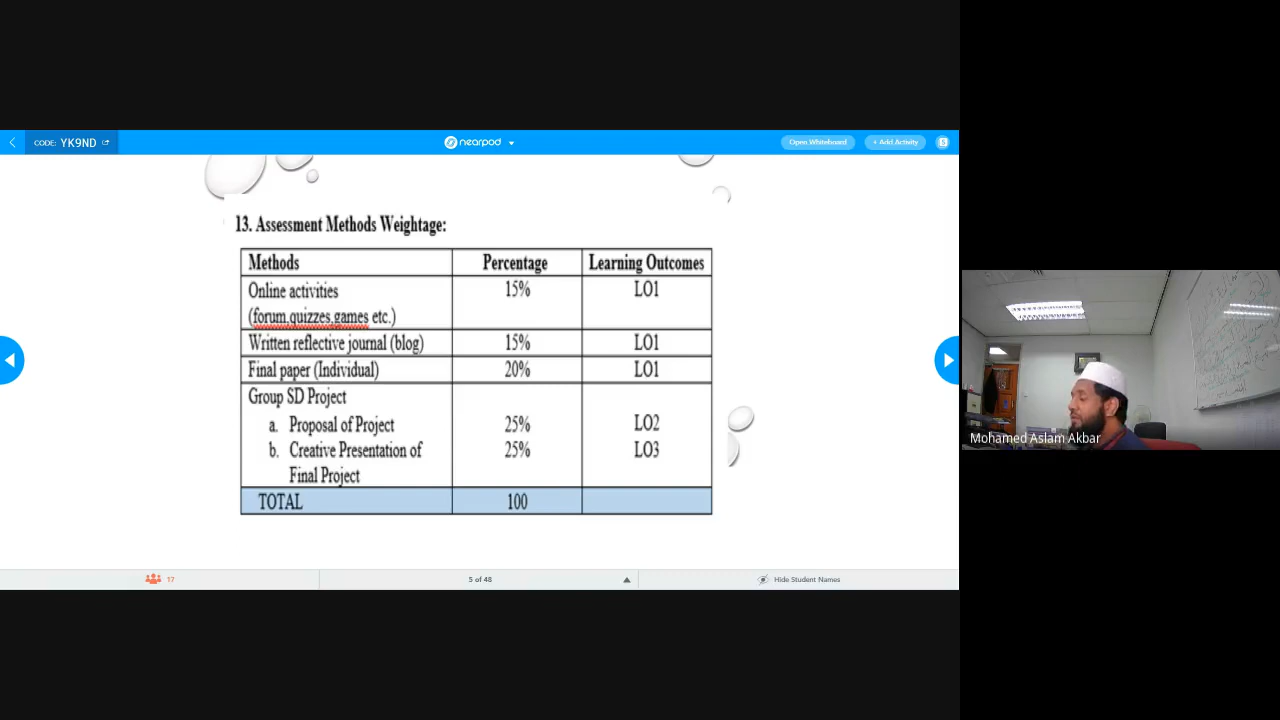 CODE: YK9ND
nearpod
Open Whiteboard
+ Add Activity
13. Assessment Methods Weightage:
Methods Percentage Learning Outcomes
Online activities 15% LO1
(forum,quizzes,games etc.)
Written reflective journal (blog) 15% LO1
Final paper (Individual) 20% LO1
Group SD Project
a. Proposal of Project 25% LO2
b. Creative Presentation of 25% LO3
Final Project
TOTAL 100
Mohamed Aslam Akbar
17
5 of 48
Hide Student Names